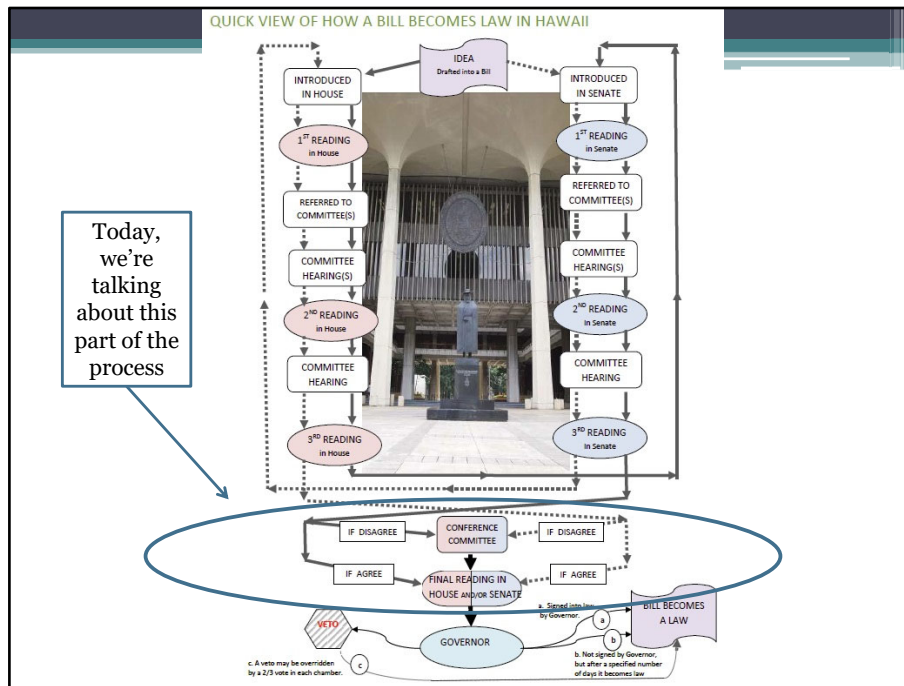 QUICK VIEW OF HOW A BILL BECOMES LAW IN HAWAII
IDEA
Drafted into a Bill
INTRODUCED
IN HOUSE
INTRODUCED
IN SENATE
1ST READING
in House
1ST READING
in Senate
REFERRED TO
COMMITTEE(S)
REFERRED TO
COMMITTEE(S)
Today,
we're
talking
about this
part of the
process
COMMITTEE
HEARING(S)
COMMITTEE
HEARING(S)
2ND READING
in House
2ND READING
in Senate
COMMITTEE
HEARING
COMMITTEE
HEARING
3RD READING
in House
3RD READING
in Senate
IF DISAGREE
CONFERENCE
COMMITTEE
IF DISAGREE
IF AGREE
FINAL READING IN
HOUSE AND/OR SENATE
IF AGREE
VETO
GOVERNOR
a. Signed into law
by Governor.
a
BILL BECOMES
A LAW
b
b. Not signed by Governor,
but after a specified number
of days it becomes law
c. A veto may be overridden
by a 2/3 vote in each chamber.
c